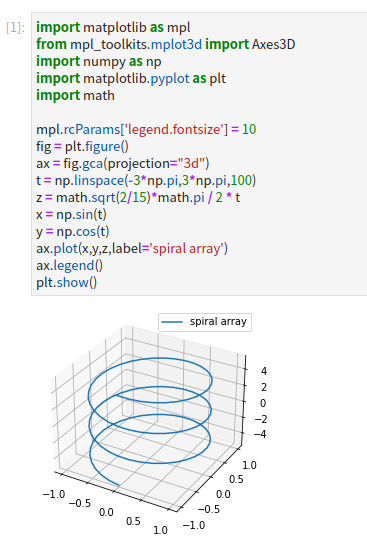 [1]: import matplotlib as mpl
from mpl_toolkits.mplot3d import Axes3D
import numpy as np
import matplotlib.pyplot as plt
import math
mpl.rcParams['legend.fontsize'] = 10
fig = plt.figure()
ax = fig.gca(projection="3d")
t = np.linspace(-3*np.pi,3*np.pi,100)
z = math.sqrt(2/15)*math.pi / 2 * t
x = np.sin(t)
y = np.cos(t)
ax.plot(x,y,z,label='spiral array')
ax.legend()
plt.show()
spiral array
4
2
0
−2
−4
1.0
0.5
0.0
−0.5
−1.0
−1.0
−0.5
0.0
0.5
1.0